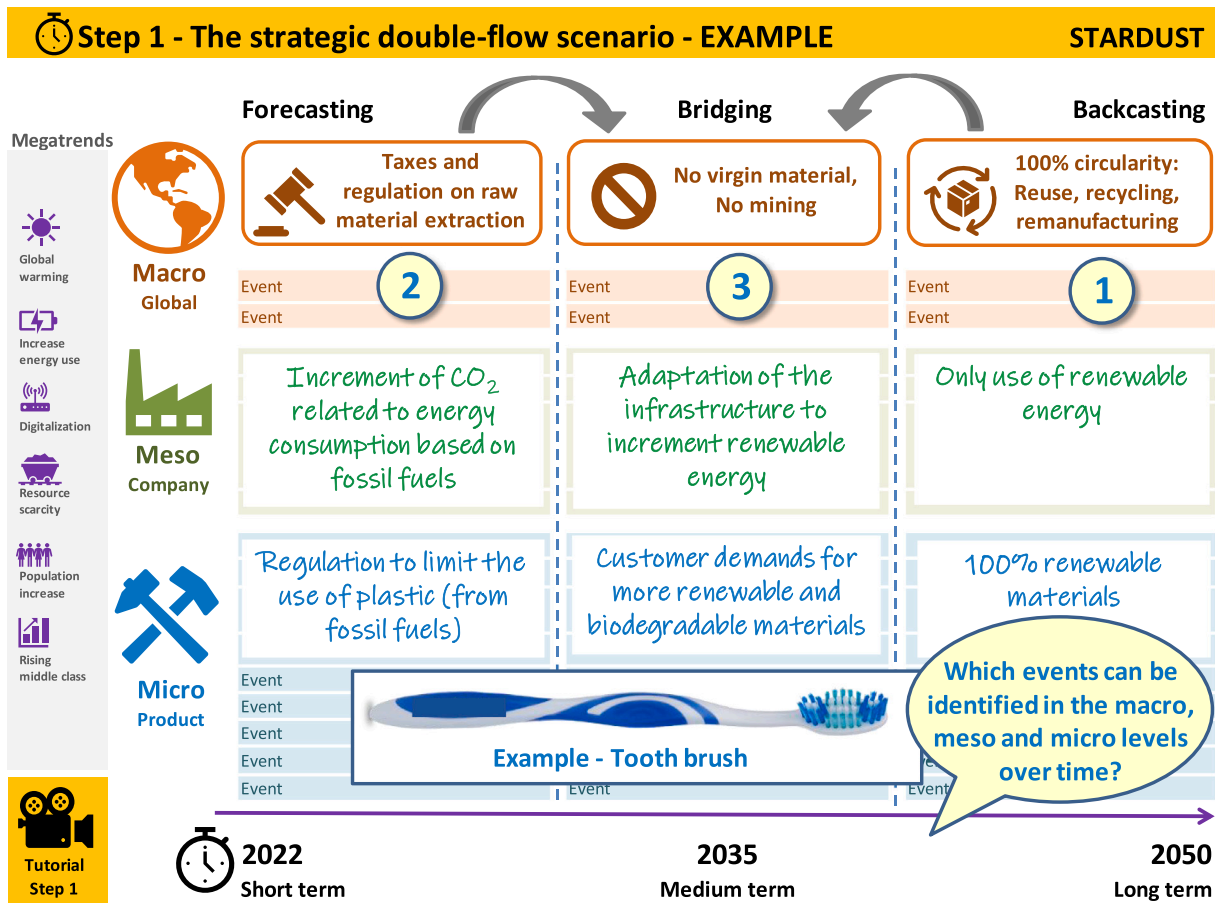 Step 1 - The strategic double-flow scenario - EXAMPLE
STARDUST
Forecasting
Bridging
Backcasting
Megatrends
Global
warming
Increase
energy use
Digitalization
Resource
scarcity
Population
increase
Rising
middle class
Macro
Global
Taxes and
regulation on raw
material extraction
No virgin material,
No mining
100% circularity:
Reuse, recycling,
remanufacturing
2
3
1
Event
Event
Event
Event
Event
Event
Meso
Company
Increment of CO2
related to energy
consumption based on
fossil fuels
Adaptation of the
infrastructure to
increment renewable
energy
Only use of renewable
energy
Micro
Product
Regulation to limit the
use of plastic (from
fossil fuels)
Customer demands for
more renewable and
biodegradable materials
100% renewable
materials
Event
Event
Event
Event
Event
Event
Event
Example - Tooth brush
Which events can be
identified in the macro,
meso and micro levels
over time?
Tutorial
Step 1
2022
Short term
2035
Medium term
2050
Long term